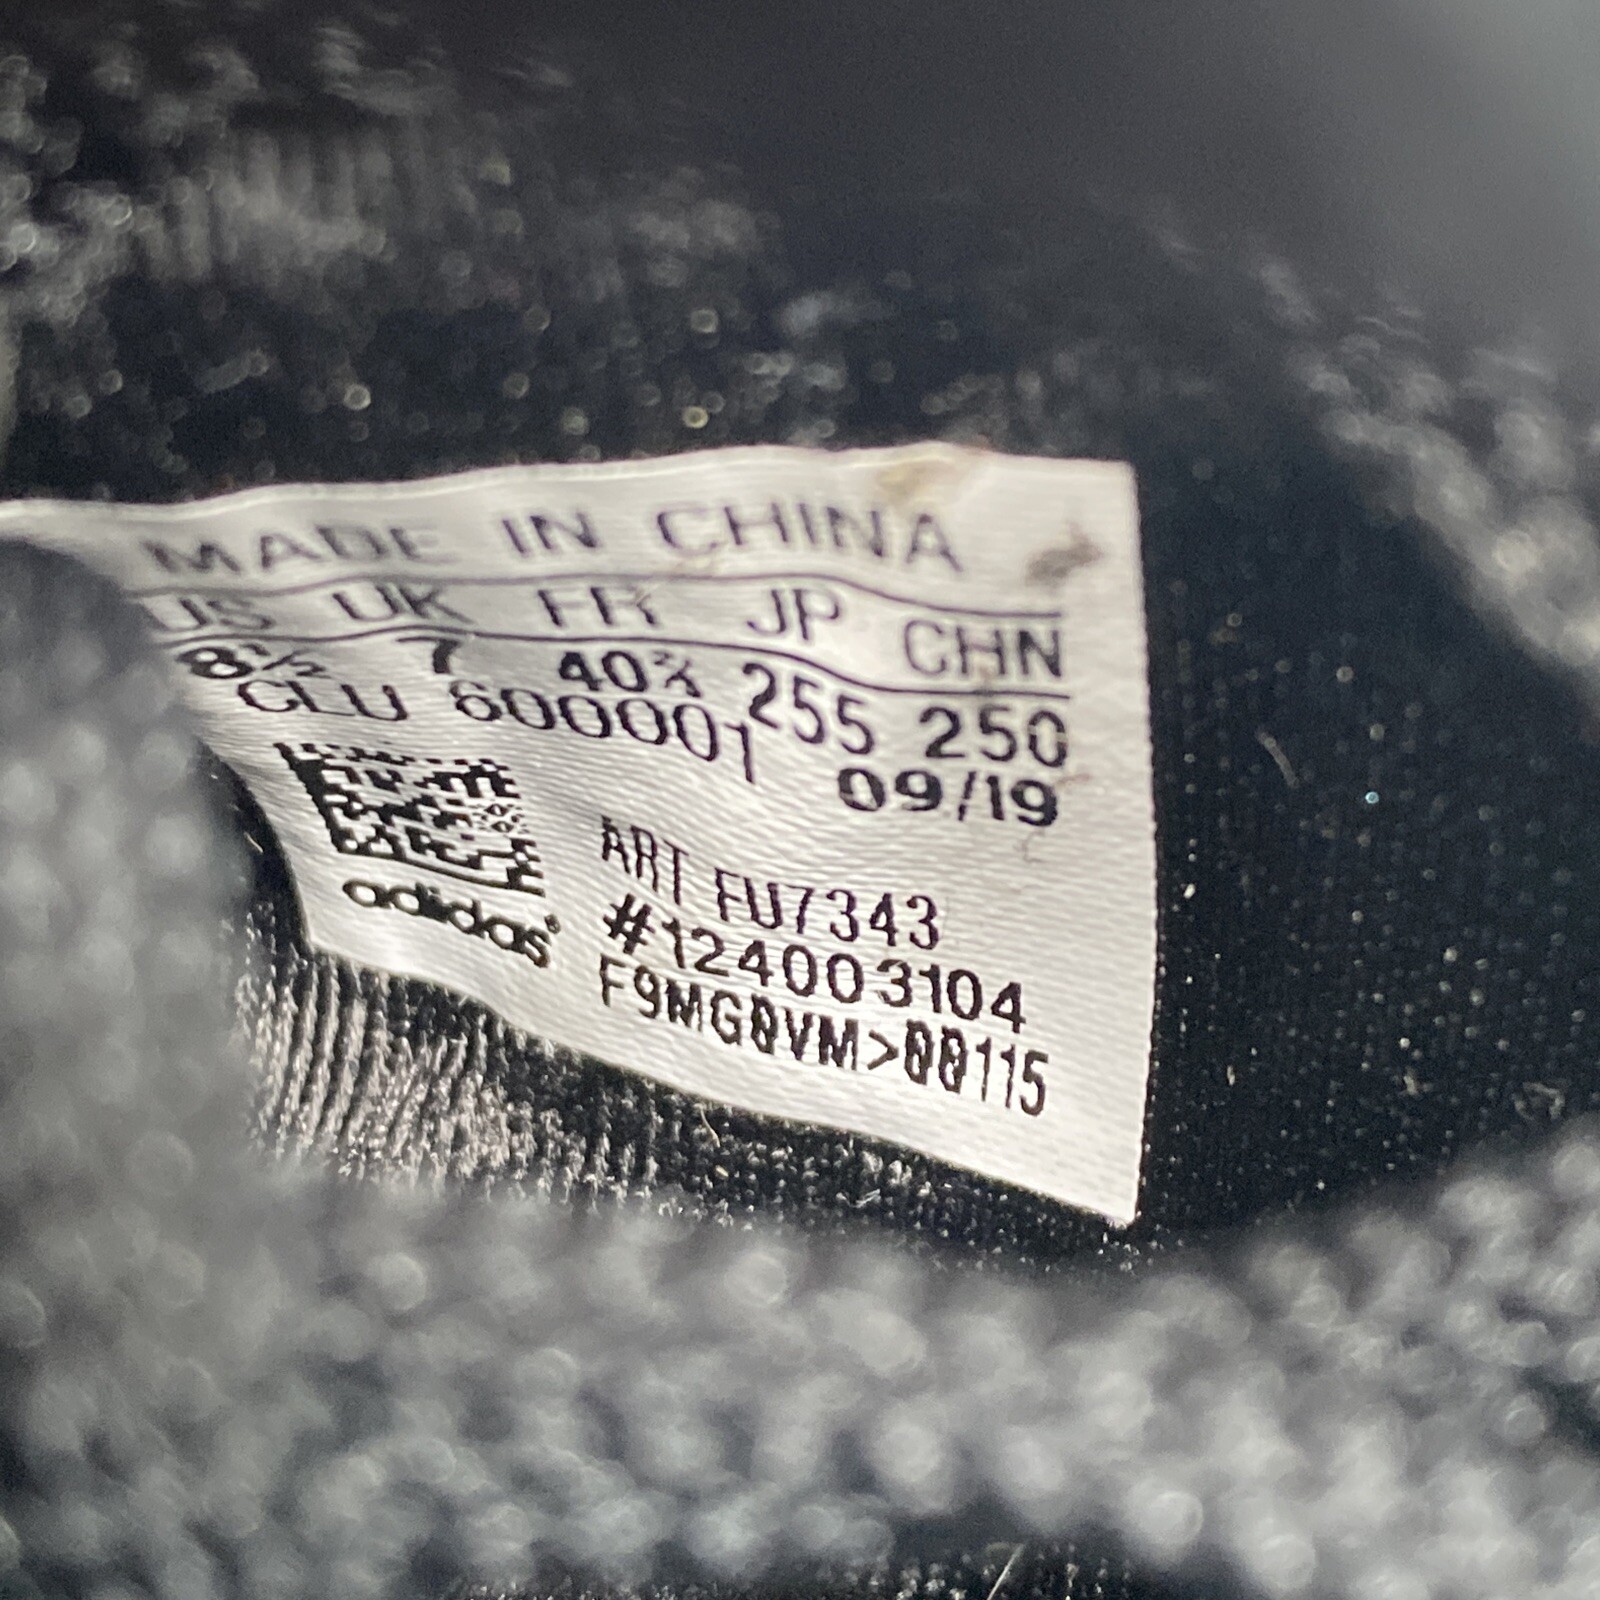 MADE IN CHINA
US UK FR JP CHN
8½ 7 40⅔ 255 250
CLU 600001 09/19
ART FU7343
#124003104
F9MG0VM>00115
adidas